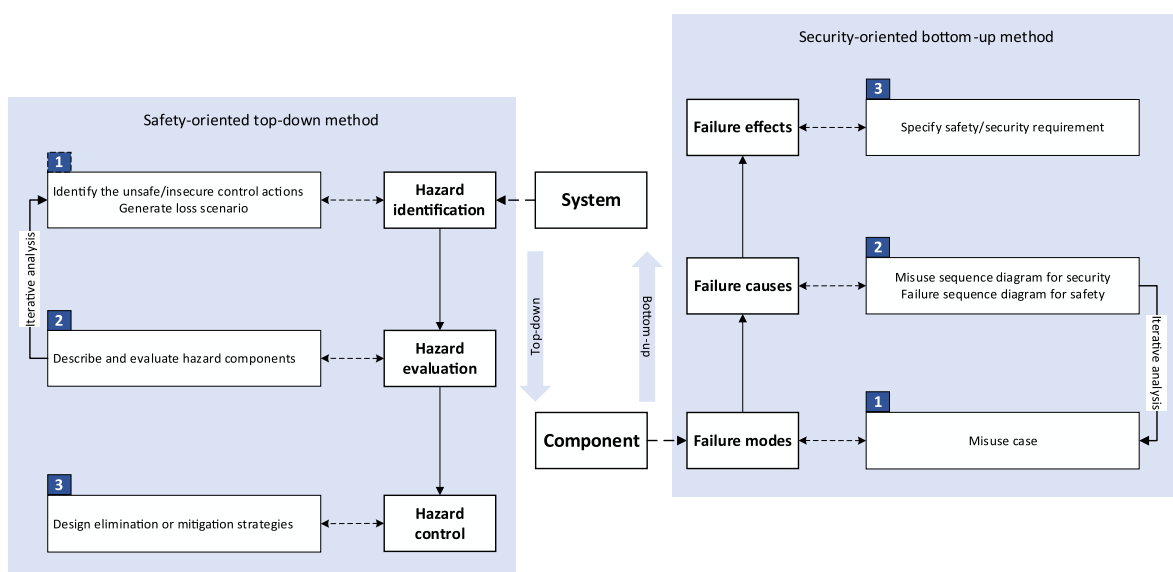 Safety-oriented top-down method
1
Identify the unsafe/insecure control actions
Generate loss scenario
Hazard
identification
Iterative analysis
2
Describe and evaluate hazard components
Hazard
evaluation
3
Design elimination or mitigation strategies
Hazard
control
System
Top-down
Bottom-up
Component
Security-oriented bottom-up method
3
Failure effects
Specify safety/security requirement
2
Failure causes
Misuse sequence diagram for security
Failure sequence diagram for safety
Iterative analysis
1
Failure modes
Misuse case